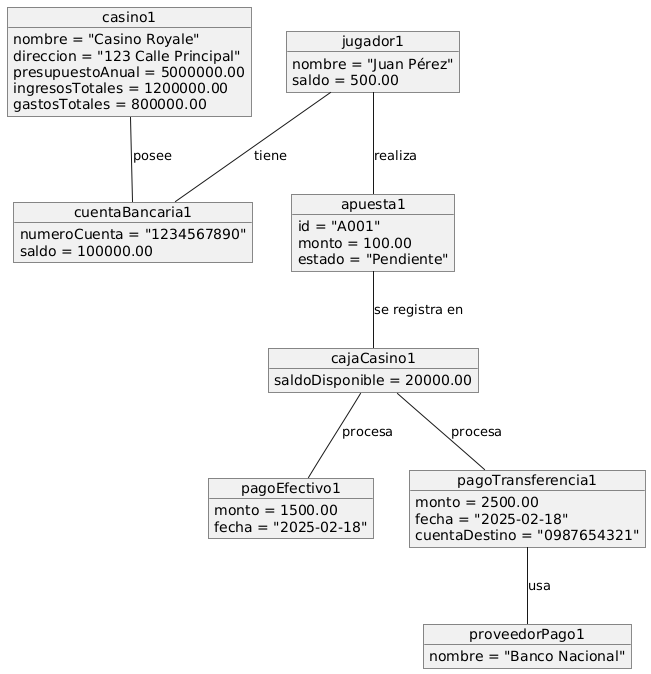 casino1
nombre = "Casino Royale"
direccion = "123 Calle Principal"
presupuestoAnual = 5000000.00
ingresosTotales = 1200000.00
gastosTotales = 800000.00
jugador1
nombre = "Juan Pérez"
saldo = 500.00
posee
tiene
realiza
cuentaBancaria1
numeroCuenta = "1234567890"
saldo = 100000.00
apuesta1
id = "A001"
monto = 100.00
estado = "Pendiente"
se registra en
cajaCasino1
saldoDisponible = 20000.00
procesa
procesa
pagoEfectivo1
monto = 1500.00
fecha = "2025-02-18"
pagoTransferencia1
monto = 2500.00
fecha = "2025-02-18"
cuentaDestino = "0987654321"
usa
proveedorPago1
nombre = "Banco Nacional"